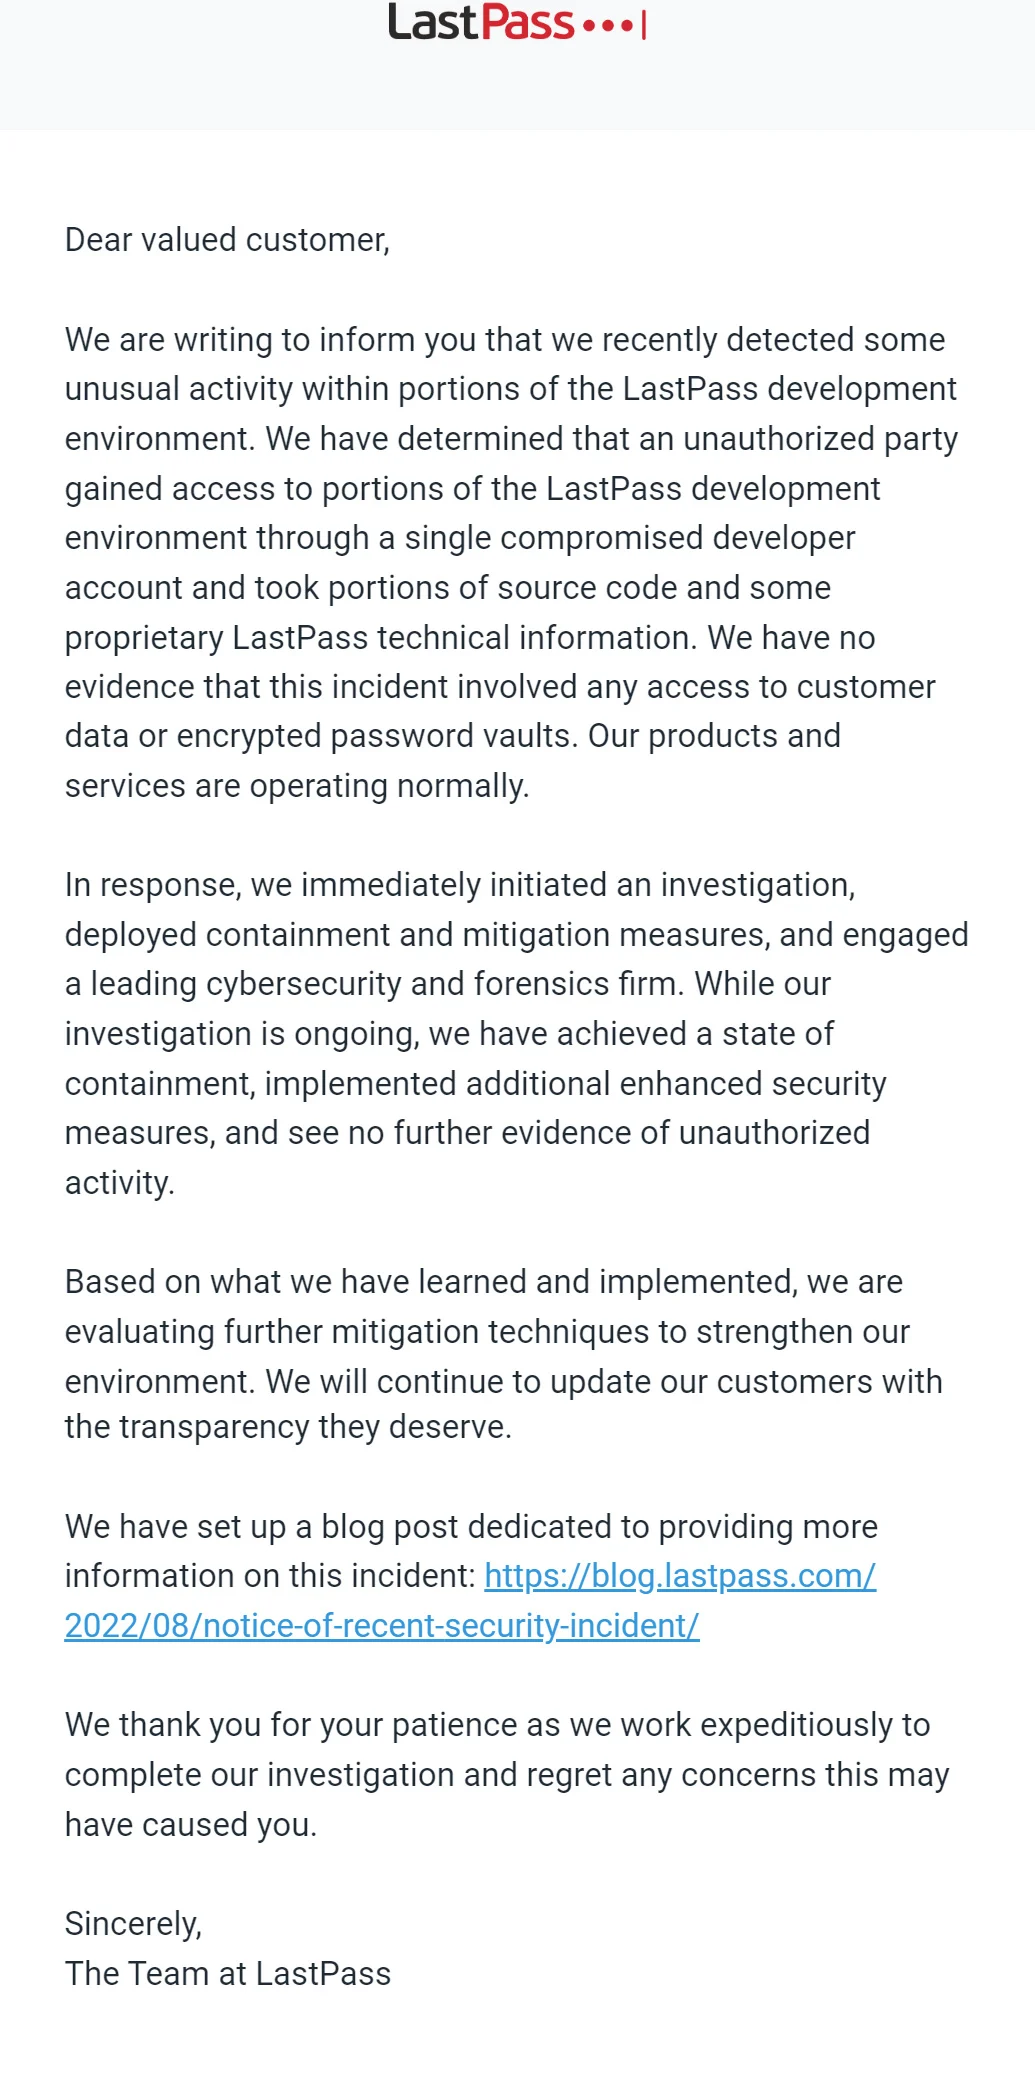 LastPass•••|
Dear valued customer,
We are writing to inform you that we recently detected some
unusual activity within portions of the LastPass development
environment. We have determined that an unauthorized party
gained access to portions of the LastPass development
environment through a single compromised developer
account and took portions of source code and some
proprietary LastPass technical information. We have no
evidence that this incident involved any access to customer
data or encrypted password vaults. Our products and
services are operating normally.
In response, we immediately initiated an investigation,
deployed containment and mitigation measures, and engaged
a leading cybersecurity and forensics firm. While our
investigation is ongoing, we have achieved a state of
containment, implemented additional enhanced security
measures, and see no further evidence of unauthorized
activity.
Based on what we have learned and implemented, we are
evaluating further mitigation techniques to strengthen our
environment. We will continue to update our customers with
the transparency they deserve.
We have set up a blog post dedicated to providing more
information on this incident: https://blog.lastpass.com/
2022/08/notice-of-recent-security-incident/
We thank you for your patience as we work expeditiously to
complete our investigation and regret any concerns this may
have caused you.
Sincerely,
The Team at LastPass